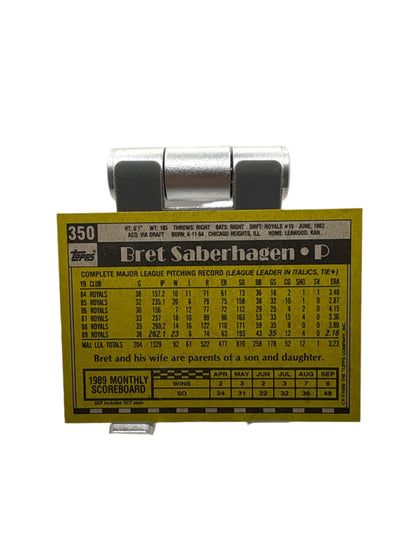 350
Topps
HT: 6'1" WT: 185 THROWS: RIGHT BATS: RIGHT DRFT: ROYALS #19 - JUNE, 1982
ACQ: VIA DRAFT BORN: 4-11-64, CHICAGO HEIGHTS, ILL. HOME: LEAWOOD, KAN.
Bret Saberhagen • P
COMPLETE MAJOR LEAGUE PITCHING RECORD (LEAGUE LEADER IN ITALICS, TIE♦)
YR CLUB G IP W L R ER SO BB GS CG SHO SV ERA
84 ROYALS 38 157.2 10 11 71 61 73 36 18 2 1 1 3.48
85 ROYALS 32 235.1 20 6 79 75 158 38 32 10 1 0 2.87
86 ROYALS 30 156 7 12 77 72 112 29 25 4 2 0 4.15
87 ROYALS 33 257 18 10 99 96 163 53 33 15 4 0 3.36
88 ROYALS 35 260.2 14 16 122 110 171 59 35 9 0 0 3.80
89 ROYALS 36 262.1 23 6 74 63 193 43 35 12 4 0 2.16
MAJ. LEA. TOTALS 204 1329 92 61 522 477 870 258 178 52 12 1 3.23
Bret and his wife are parents of a son and daughter.
1989 MONTHLY SCOREBOARD
APR MAY JUN JUL AUG SEP
WINS 2 3 2 3 7 6
SO 24 31 22 32 36 48
SEP includes OCT stats